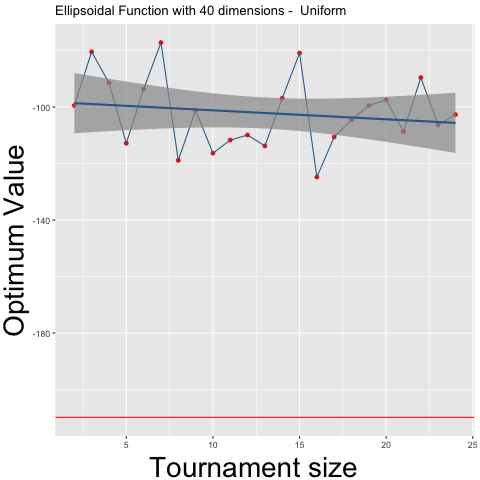 Ellipsoidal Function with 40 dimensions -  Uniform
Optimum Value
-100
-140
-180
5
10
15
20
25
Tournament size